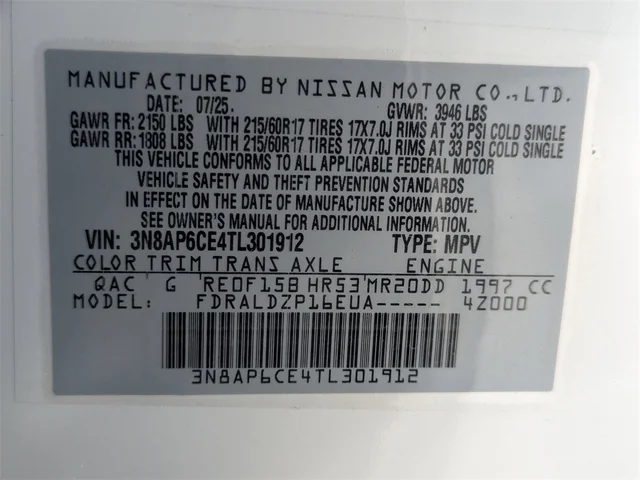 MANUFACTURED BY NISSAN MOTOR CO., LTD.
DATE: 07/25. GVWR: 3946 LBS
GAWR FR: 2150 LBS WITH 215/60R17 TIRES 17X7.0J RIMS AT 33 PSI COLD SINGLE
GAWR RR: 1808 LBS WITH 215/60R17 TIRES 17X7.0J RIMS AT 33 PSI COLD SINGLE
THIS VEHICLE CONFORMS TO ALL APPLICABLE FEDERAL MOTOR
VEHICLE SAFETY AND THEFT PREVENTION STANDARDS
IN EFFECT ON THE DATE OF MANUFACTURE SHOWN ABOVE.
SEE OWNER'S MANUAL FOR ADDITIONAL INFORMATION.
VIN: 3N8AP6CE4TL301912 TYPE: MPV
COLOR TRIM TRANS AXLE ENGINE
QAC G RE0F15B HR53 MR20DD 1997 CC
MODEL: FDRALDZP16EUA----- 4Z000
3N8AP6CE4TL301912